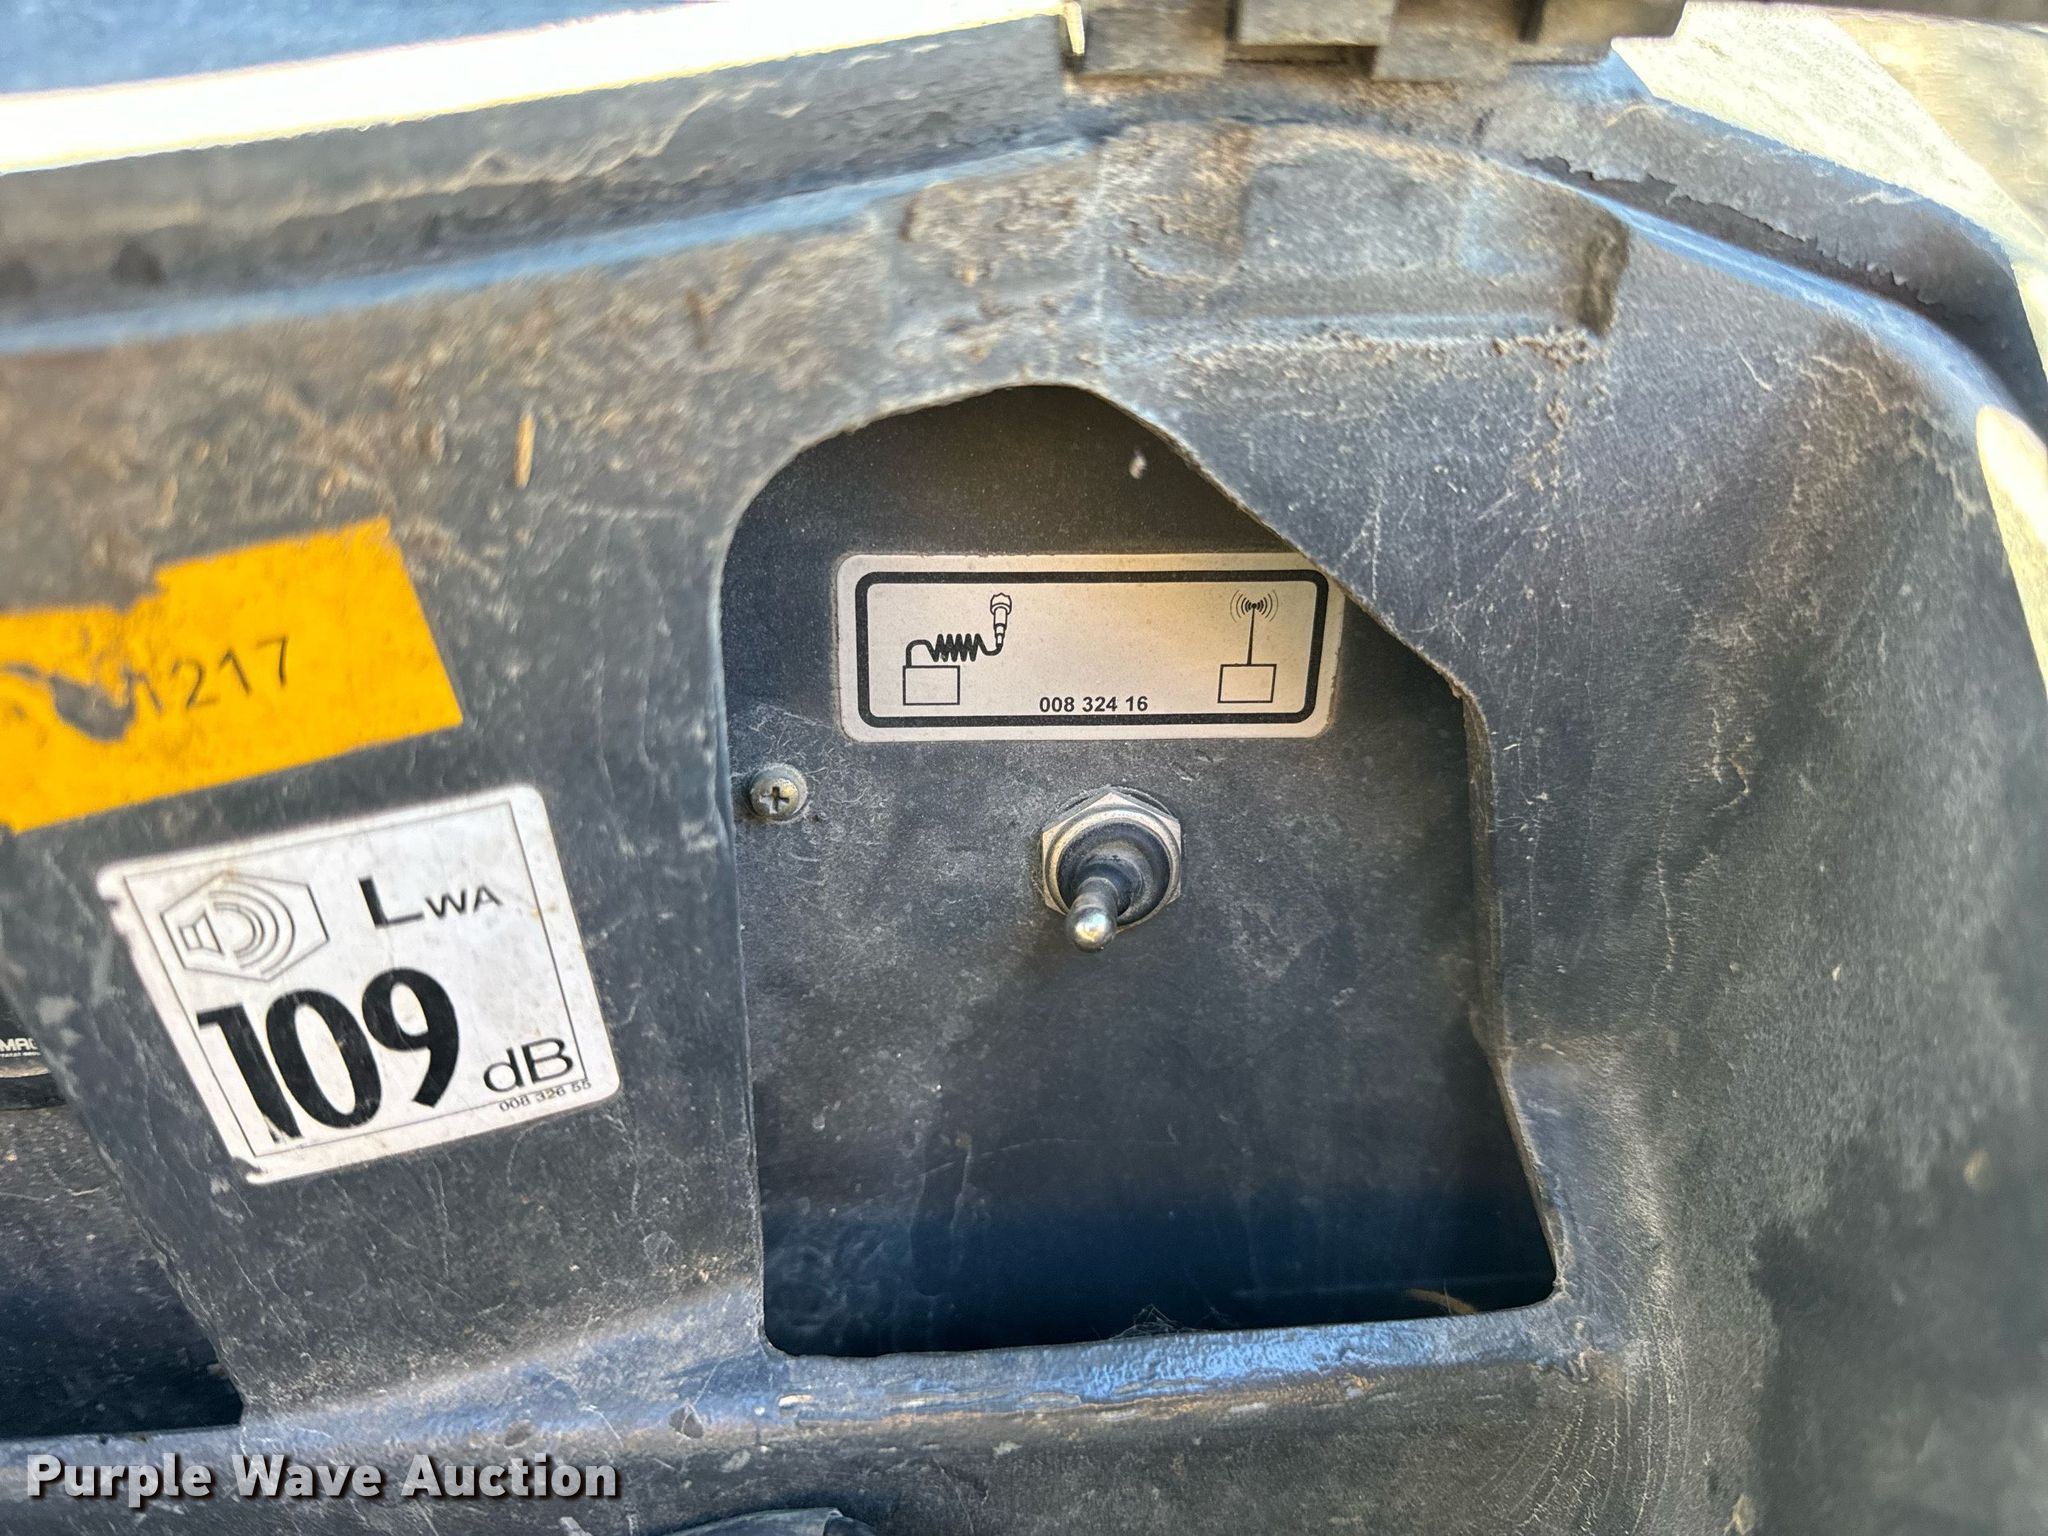 1217
008 324 16
LWA
109
dB
008 326 55
Purple Wave Auction